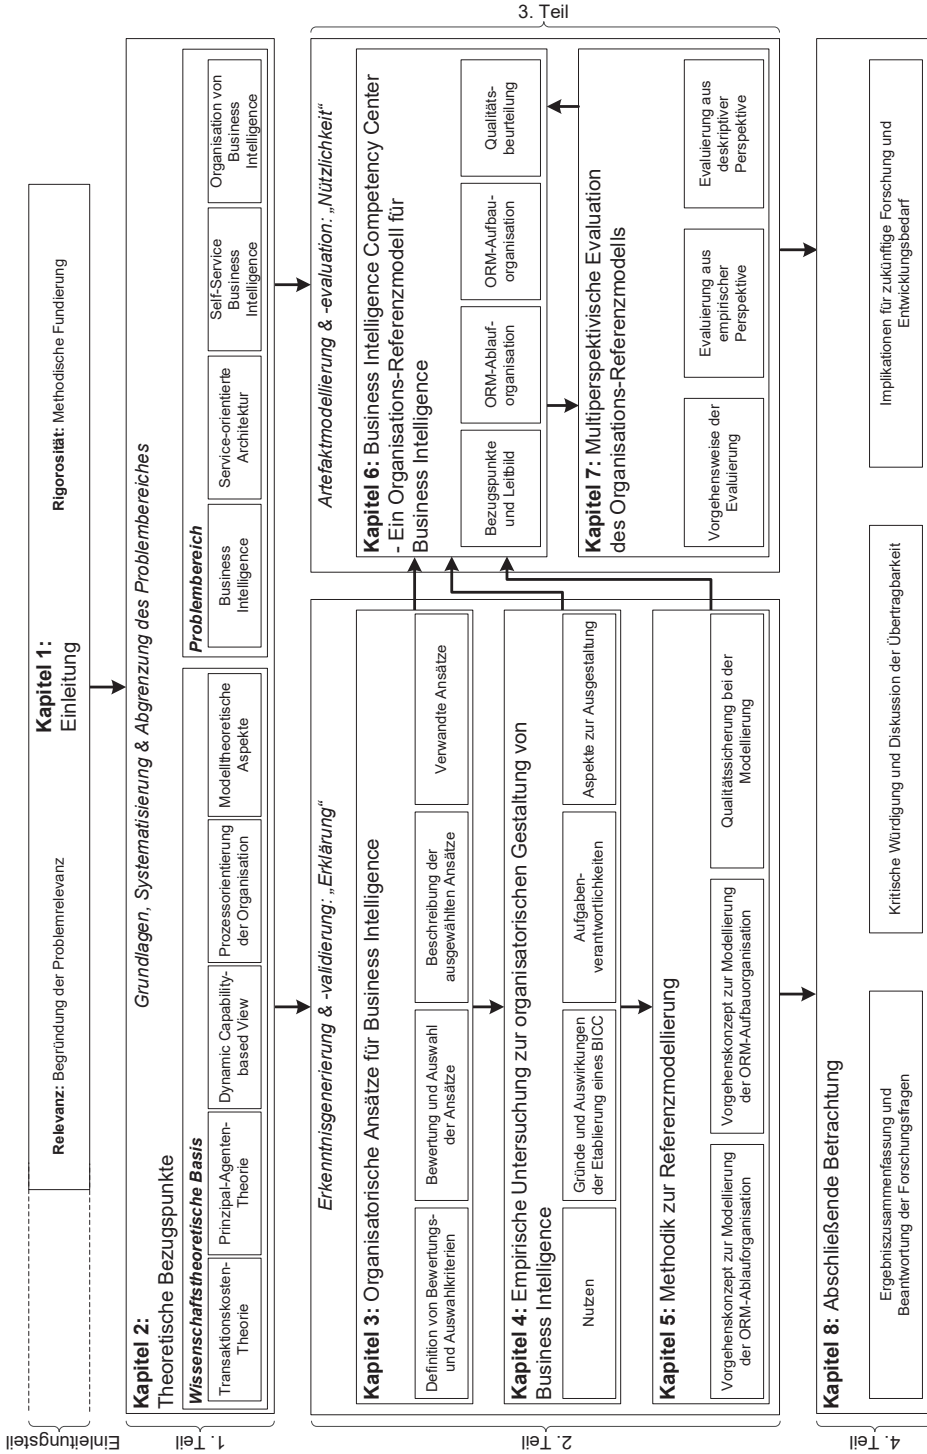 Einleitungsteil
Kapitel 1:
Einleitung
Relevanz: Begründung der Problemrelevanz
Rigorosität: Methodische Fundierung
1. Teil
Kapitel 2:
Theoretische Bezugspunkte
Grundlagen, Systematisierung & Abgrenzung des Problembereiches
Wissenschaftstheoretische Basis
Transaktionskosten-
Theorie
Prinzipal-Agenten-
Theorie
Dynamic Capability-
based View
Prozessorientierung
der Organisation
Modelltheoretische
Aspekte
Problembereich
Business
Intelligence
Service-orientierte
Architektur
Self-Service
Business
Intelligence
Organisation von
Business
Intelligence
2. Teil
Erkenntnisgenerierung & -validierung: „Erklärung“
Kapitel 3: Organisatorische Ansätze für Business Intelligence
Definition von Bewertungs-
und Auswahlkriterien
Bewertung und Auswahl
der Ansätze
Beschreibung der
ausgewählten Ansätze
Verwandte Ansätze
Kapitel 4: Empirische Untersuchung zur organisatorischen Gestaltung von
Business Intelligence
Nutzen
Gründe und Auswirkungen
der Etablierung eines BICC
Aufgaben-
verantwortlichkeiten
Aspekte zur Ausgestaltung
Kapitel 5: Methodik zur Referenzmodellierung
Vorgehenskonzept zur Modellierung
der ORM-Ablauforganisation
Vorgehenskonzept zur Modellierung
der ORM-Aufbauorganisation
Qualitätssicherung bei der
Modellierung
3. Teil
Artefaktmodellierung & -evaluation: „Nützlichkeit“
Kapitel 6: Business Intelligence Competency Center
- Ein Organisations-Referenzmodell für
Business Intelligence
Bezugspunkte
und Leitbild
ORM-Ablauf-
organisation
ORM-Aufbau-
organisation
Qualitäts-
beurteilung
Kapitel 7: Multiperspektivische Evaluation
des Organisations-Referenzmodells
Vorgehensweise der
Evaluierung
Evaluierung aus
empirischer
Perspektive
Evaluierung aus
deskriptiver
Perspektive
4. Teil
Kapitel 8: Abschließende Betrachtung
Ergebniszusammenfassung und
Beantwortung der Forschungsfragen
Kritische Würdigung und Diskussion der Übertragbarkeit
Implikationen für zukünftige Forschung und
Entwicklungsbedarf